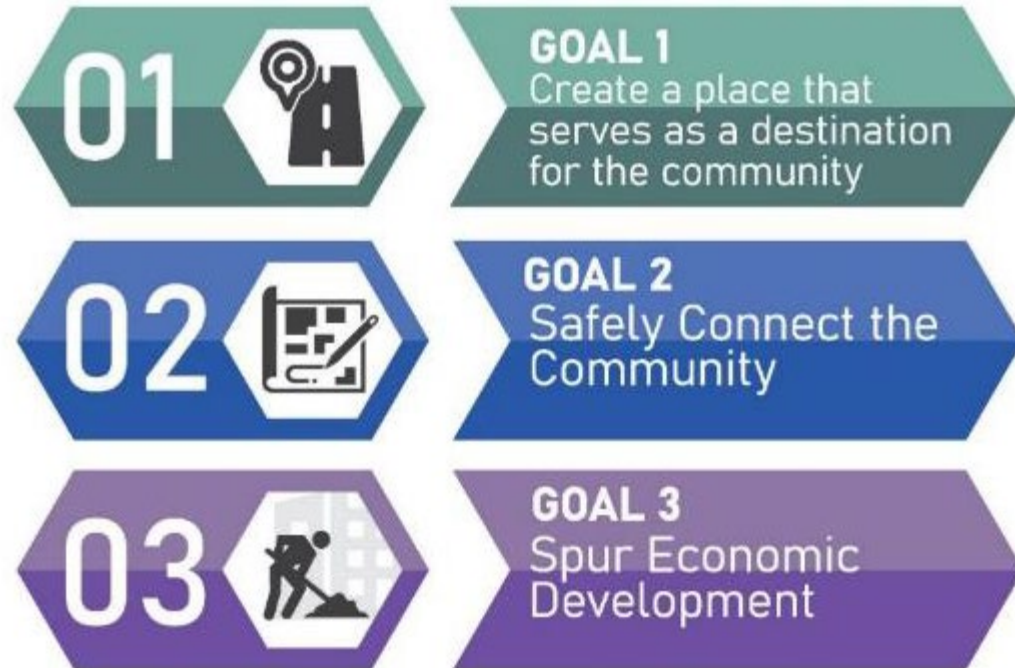 01
GOAL 1
Create a place that
serves as a destination
for the community
02
GOAL 2
Safely Connect the
Community
03
GOAL 3
Spur Economic
Development